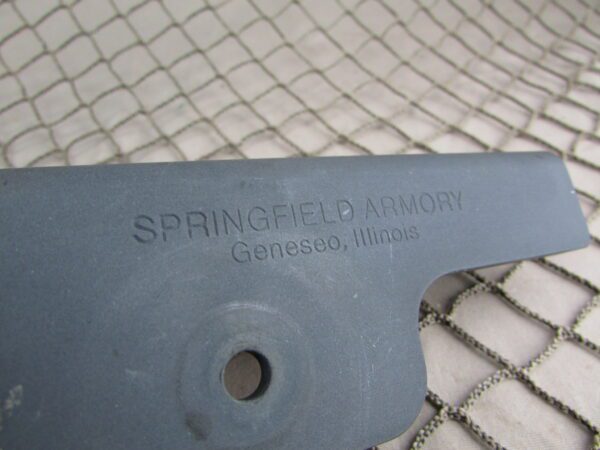 SPRINGFIELD ARMORY
Geneseo, Illinois